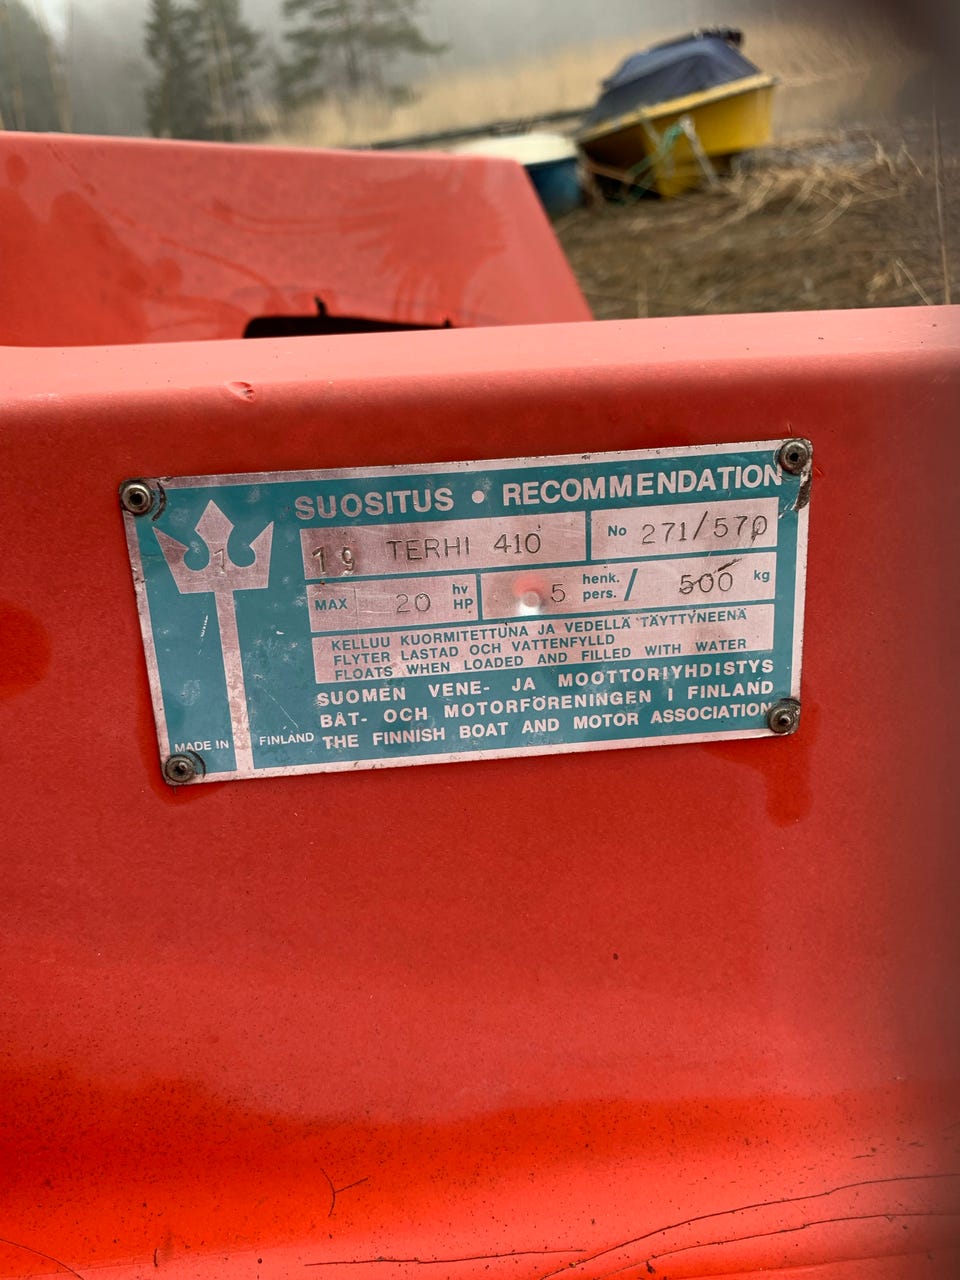 SUOSITUS • RECOMMENDATION
1 19 TERHI 410 No 271/570
MAX 20 hv HP 5 henk. pers. / 500 kg
KELLUU KUORMITETTUNA JA VEDELLÄ TÄYTTYNEENÄ
FLYTER LASTAD OCH VATTENFYLLD
FLOATS WHEN LOADED AND FILLED WITH WATER
SUOMEN VENE- JA MOOTTORIYHDISTYS
BÅT- OCH MOTORFÖRENINGEN I FINLAND
THE FINNISH BOAT AND MOTOR ASSOCIATION
MADE IN FINLAND